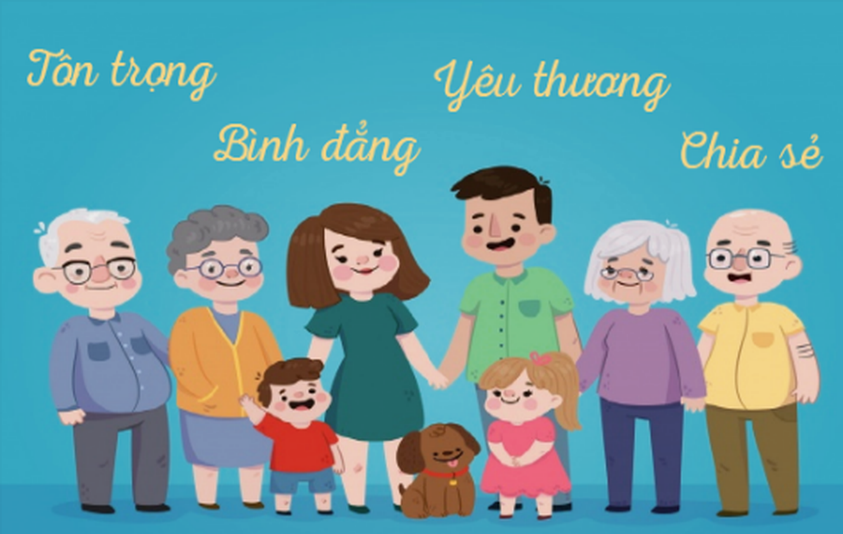 Tôn trọng
Yêu thương
Bình đẳng
Chia sẻ